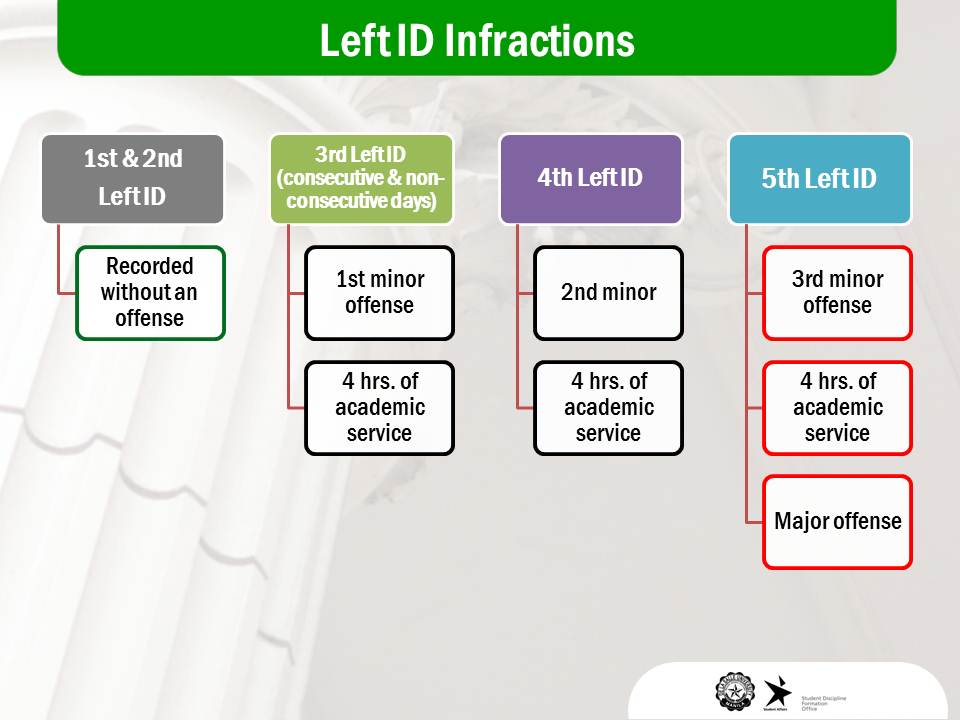 Left ID Infractions
1st & 2nd
Left ID
Recorded
without an
offense
3rd Left ID
(consecutive & non-
consecutive days)
1st minor
offense
4 hrs. of
academic
service
4th Left ID
2nd minor
4 hrs. of
academic
service
5th Left ID
3rd minor
offense
4 hrs. of
academic
service
Major offense
MANILA
Student Affairs
Student Discipline
Formation
Office